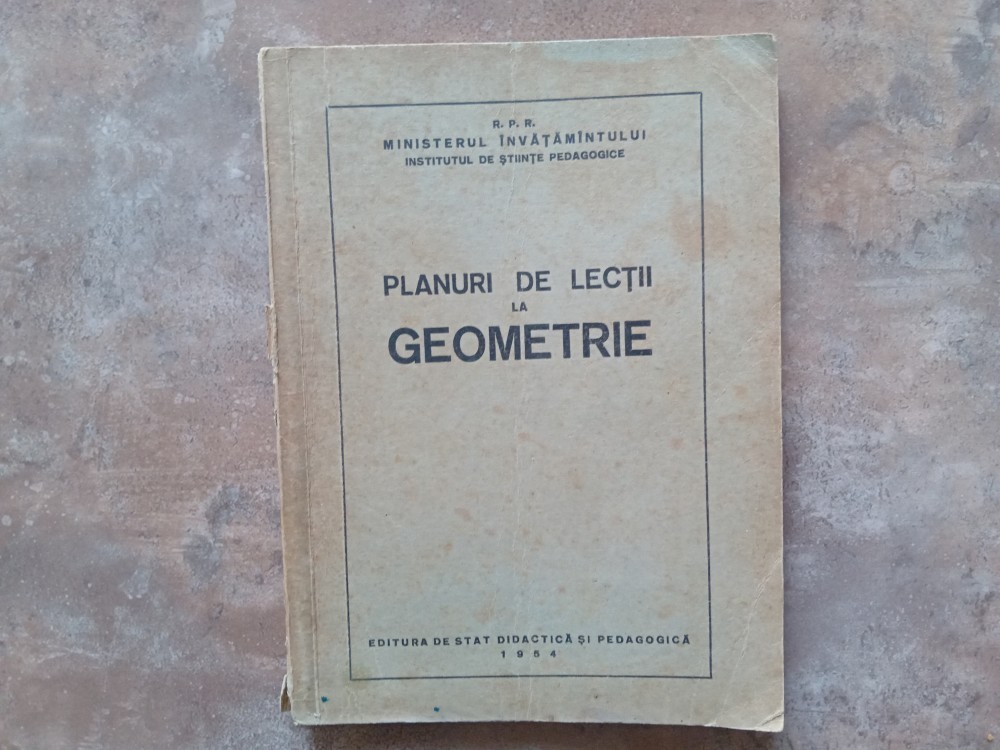 R. P. R.
MINISTERUL ÎNVĂȚĂMÎNTULUI
INSTITUTUL DE ȘTIINȚE PEDAGOGICE
PLANURI DE LECȚII
LA
GEOMETRIE
EDITURA DE STAT DIDACTICĂ ȘI PEDAGOGICĂ
1954